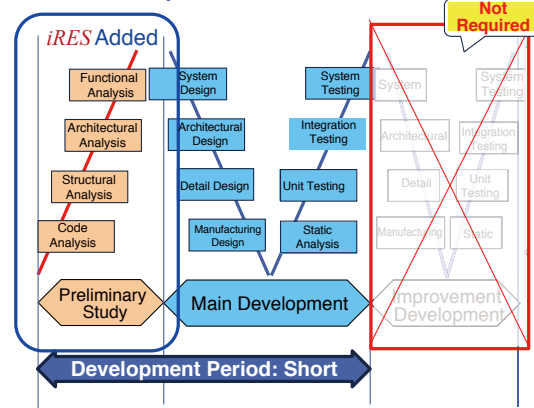 Not
Required
iRES Added
Functional
Analysis
System
Design
System
Testing
System
System
Testing
Architectural
Analysis
Architectural
Design
Integration
Testing
Architectural
Integration
Testing
Structural
Analysis
Detail Design
Unit Testing
Detail
Unit
Testing
Code
Analysis
Manufacturing
Design
Static
Analysis
Manufacturing
Static
Preliminary
Study
Main Development
Improvement
Development
Development Period: Short